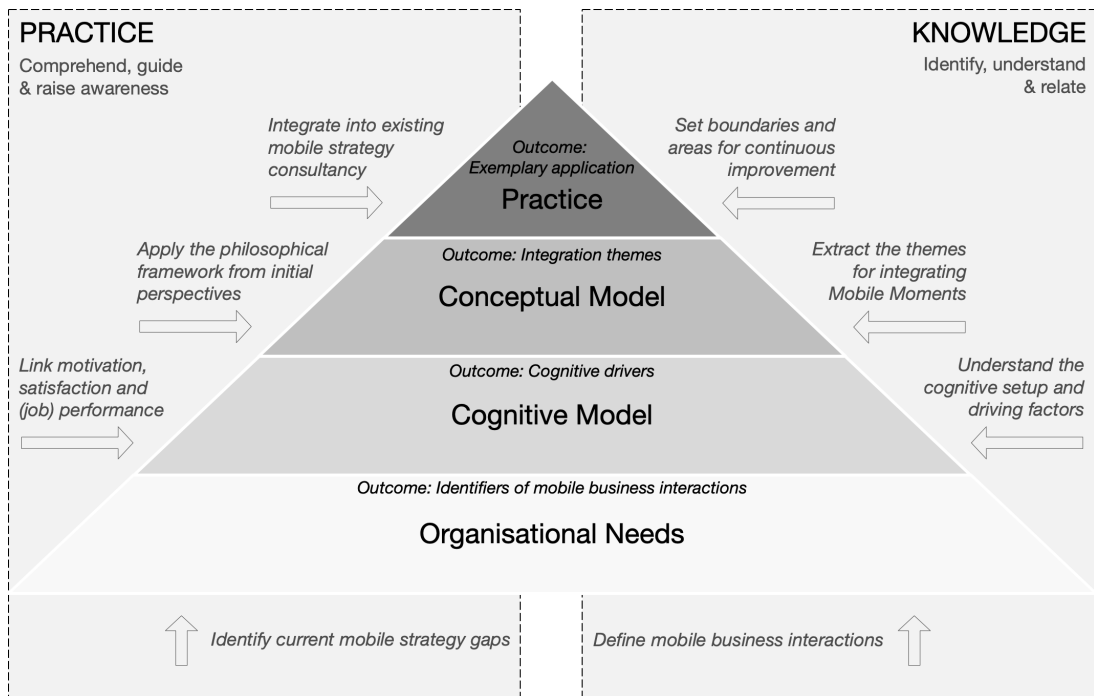 PRACTICE
Comprehend, guide
& raise awareness
KNOWLEDGE
Identify, understand
& relate
Integrate into existing
mobile strategy
consultancy
Outcome:
Exemplary application
Practice
Set boundaries and
areas for continuous
improvement
Apply the philosophical
framework from initial
perspectives
Outcome: Integration themes
Conceptual Model
Extract the themes
for integrating
Mobile Moments
Link motivation,
satisfaction and
(job) performance
Outcome: Cognitive drivers
Cognitive Model
Understand the
cognitive setup and
driving factors
Outcome: Identifiers of mobile business interactions
Organisational Needs
Identify current mobile strategy gaps
Define mobile business interactions